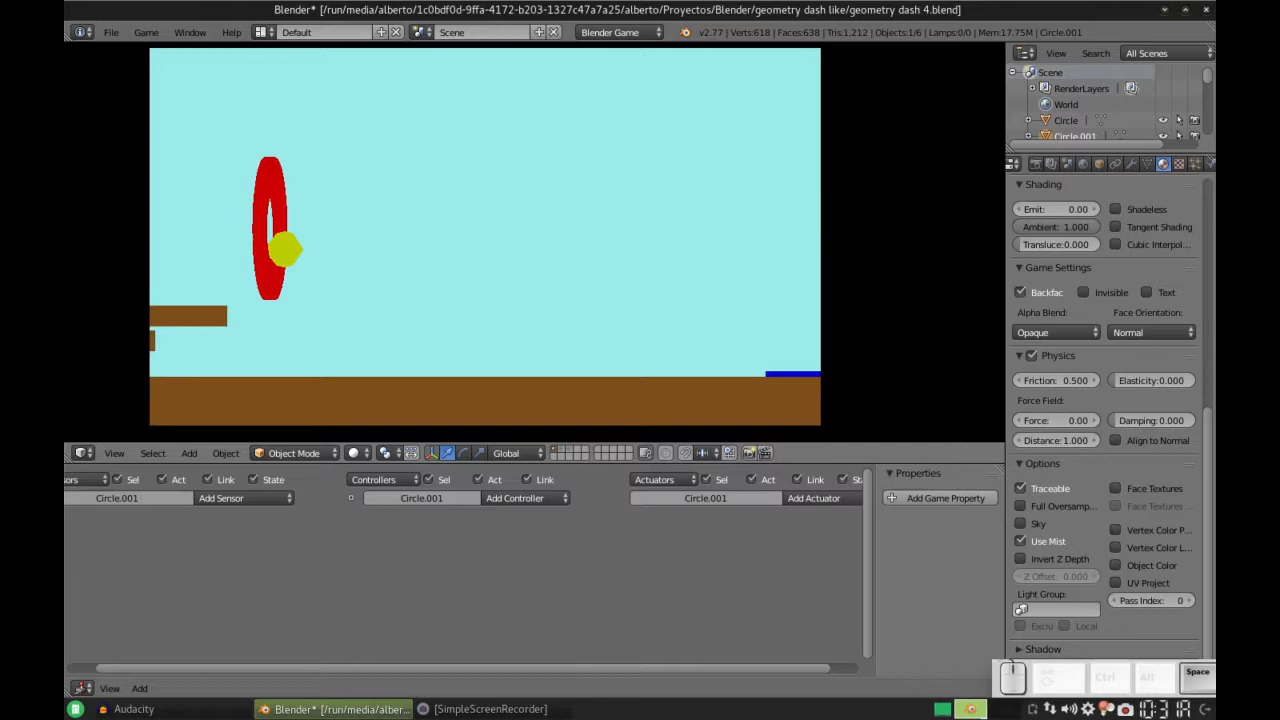 Blender* [/run/media/alberto/1c0bdf0d-9ffa-4172-b203-1327c47a7a25/alberto/Proyectos/Blender/geometry dash like/geometry dash 4.blend]
File Game Window Help Default Scene Blender Game v2.77 | Verts:618 | Faces:638 | Tris:1,212 | Objects:1/6 | Lamps:0/0 | Mem:17.75M | Circle.001
View Search All Scenes
Scene
RenderLayers
World
Circle
Circle.001
Shading
Emit: 0.00 Shadeless
Ambient: 1.000 Tangent Shading
Transluce:0.000 Cubic Interpol...
Game Settings
Backfac Invisible Text
Alpha Blend: Face Orientation:
Opaque Normal
Physics
Friction: 0.500 Elasticity:0.000
Force Field:
Force: 0.00 Damping:0.000
Distance:1.000 Align to Normal
Options
Traceable Face Textures
Full Oversamp... Face Textures ...
Sky Vertex Color P...
Use Mist Vertex Color L...
Invert Z Depth Object Color
Z Offset: 0.000 UV Project
Light Group: Pass Index: 0
Exclu Local
Shadow
View Select Add Object Object Mode Global
sors Sel Act Link State Controllers Sel Act Link Actuators Sel Act Link Sta
Circle.001 Add Sensor Circle.001 Add Controller Circle.001 Add Actuator
Properties
Add Game Property
View Add
Ctrl Alt Space
Audacity Blender* [/run/media/alber... [SimpleScreenRecorder]